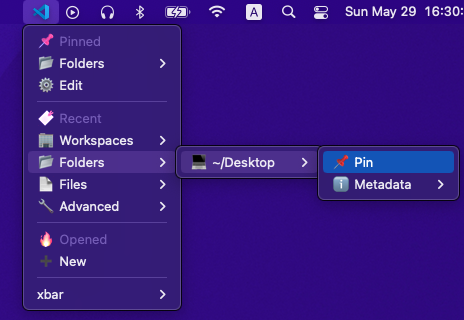 A
Sun May 29 16:30:
Pinned
Folders
Edit
Recent
Workspaces
Folders
~/Desktop
Pin
Files
Metadata
Advanced
Opened
New
xbar